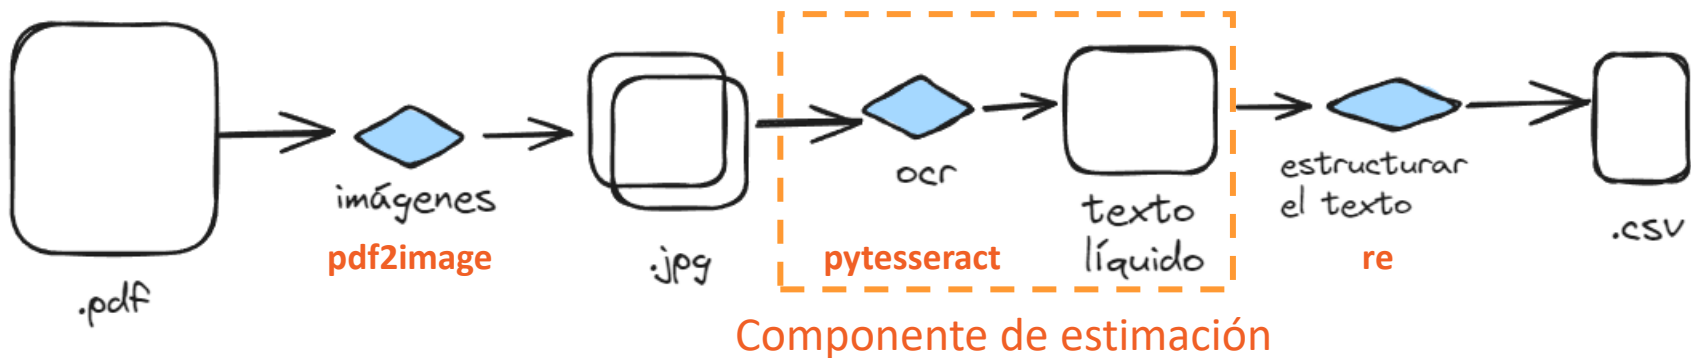 .pdf
imágenes
pdf2image
.jpg
ocr
pytesseract
texto
líquido
Componente de estimación
estructurar
el texto
re
.csv